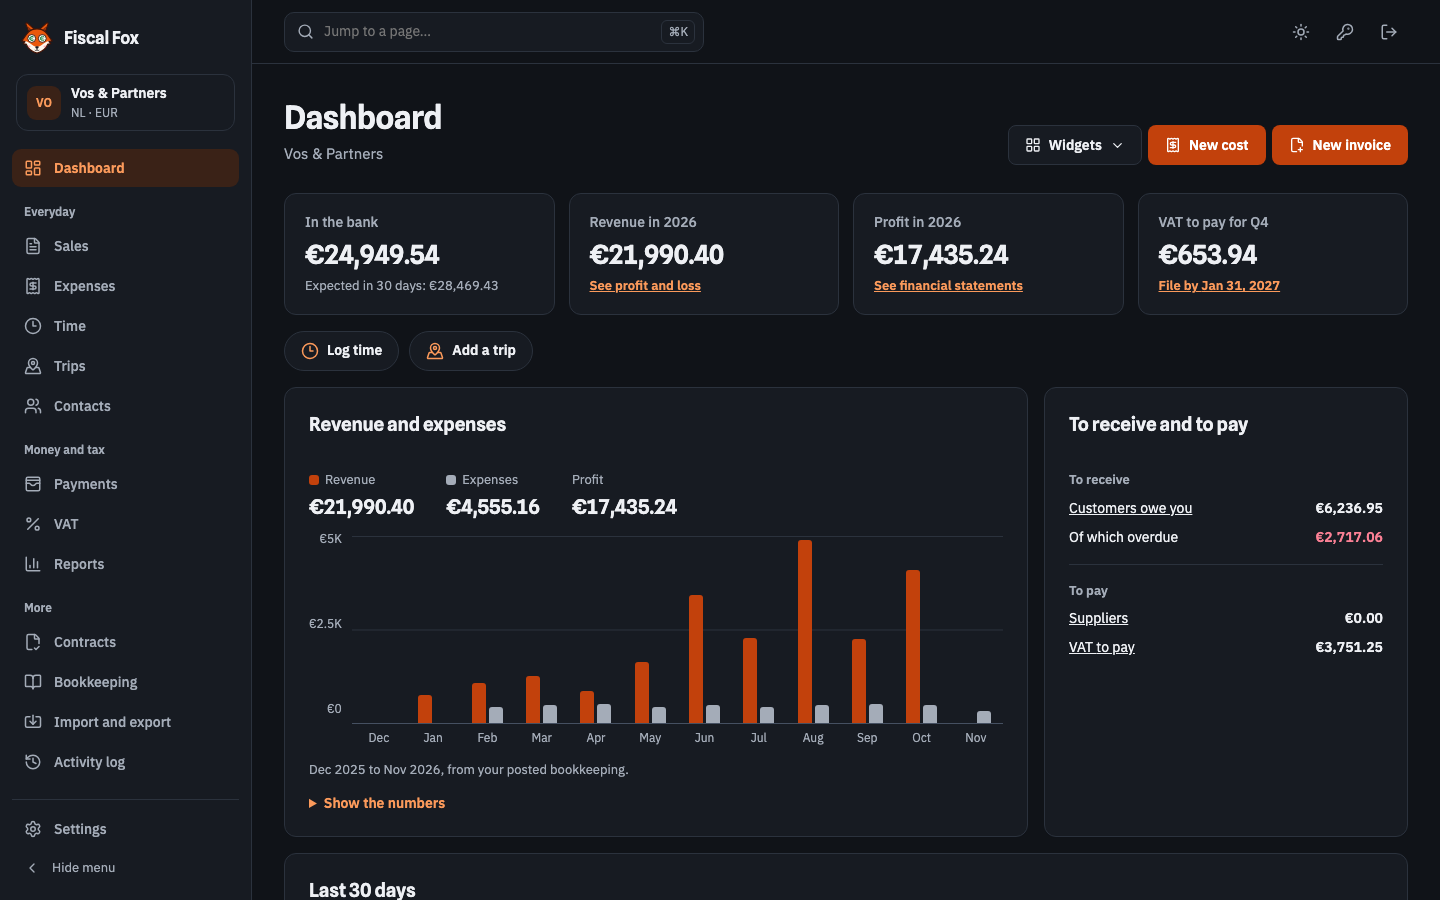 Fiscal Fox
Jump to a page...
⌘K
VO
Vos & Partners
NL · EUR
Dashboard
Everyday
Sales
Expenses
Time
Trips
Contacts
Money and tax
Payments
VAT
Reports
More
Contracts
Bookkeeping
Import and export
Activity log
Settings
Hide menu
Dashboard
Vos & Partners
Widgets
New cost
New invoice
In the bank
€24,949.54
Expected in 30 days: €28,469.43
Revenue in 2026
€21,990.40
See profit and loss
Profit in 2026
€17,435.24
See financial statements
VAT to pay for Q4
€653.94
File by Jan 31, 2027
Log time
Add a trip
Revenue and expenses
Revenue
€21,990.40
Expenses
€4,555.16
Profit
€17,435.24
€5K
€2.5K
€0
Dec Jan Feb Mar Apr May Jun Jul Aug Sep Oct Nov
Dec 2025 to Nov 2026, from your posted bookkeeping.
Show the numbers
To receive and to pay
To receive
Customers owe you €6,236.95
Of which overdue €2,717.06
To pay
Suppliers €0.00
VAT to pay €3,751.25
Last 30 days